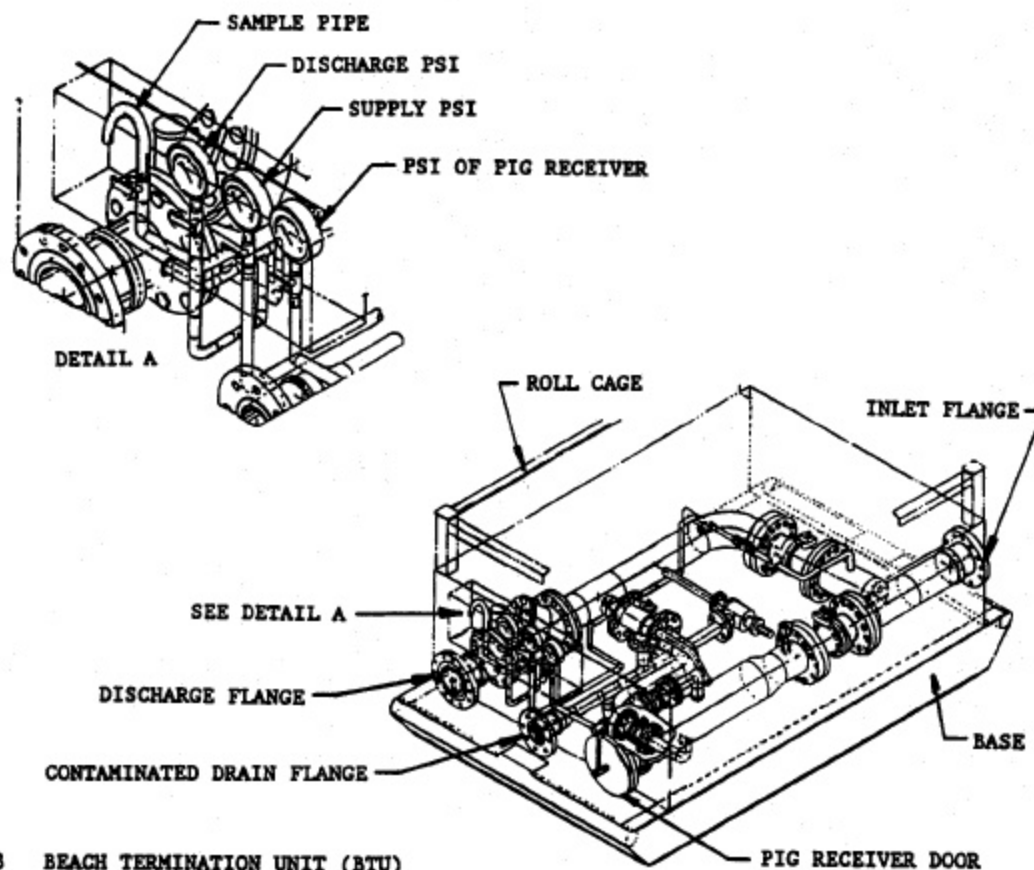 SAMPLE PIPE
DISCHARGE PSI
SUPPLY PSI
PSI OF PIG RECEIVER
DETAIL A
ROLL CAGE
INLET FLANGE
SEE DETAIL A
DISCHARGE FLANGE
CONTAMINATED DRAIN FLANGE
BASE
PIG RECEIVER DOOR
BEACH TERMINATION UNIT (BTU)